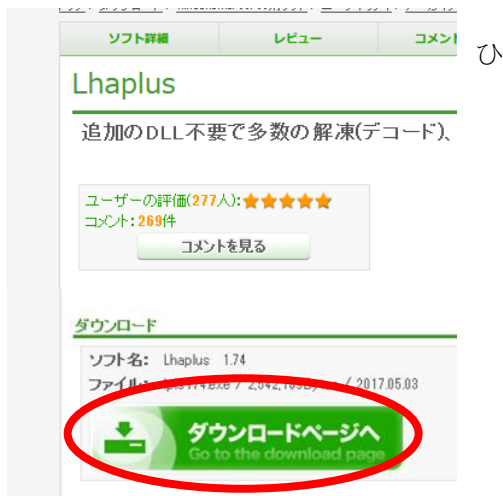 ソフト詳細 レビュー コメント
ひ
Lhaplus
追加のDLL不要で多数の解凍(デコード)、
ユーザーの評価(277人):★★★★★
コメント:269件
コメントを見る
ダウンロード
ソフト名: Lhaplus 1.74
ファイル: / 2017.05.03
ダウンロードページへ
Go to the download page